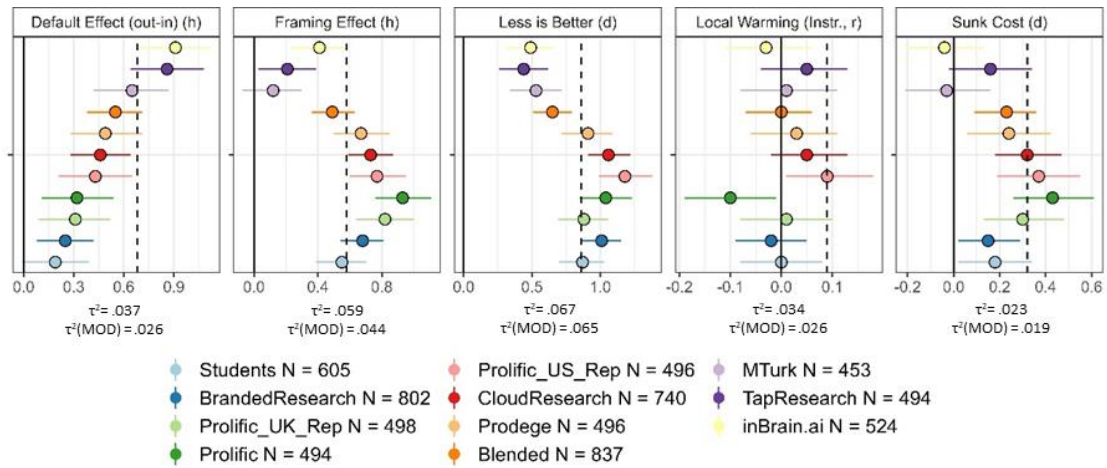 Default Effect (out-in) (h)
Framing Effect (h)
Less is Better (d)
Local Warming (Instr., r)
Sunk Cost (d)
0.0 0.3 0.6 0.9
0.0 0.4 0.8
0.0 0.5 1.0
-0.2 -0.1 0.0 0.1
-0.2 0.0 0.2 0.4 0.6
τ²= .037
τ²(MOD) = .026
τ² = .059
τ²(MOD) = .044
τ² = .067
τ²(MOD) = .065
τ² = .034
τ²(MOD) = .026
τ² = .023
τ²(MOD) = .019
Students N = 605
BrandedResearch N = 802
Prolific_UK_Rep N = 498
Prolific N = 494
Prolific_US_Rep N = 496
CloudResearch N = 740
Prodege N = 496
Blended N = 837
MTurk N = 453
TapResearch N = 494
inBrain.ai N = 524